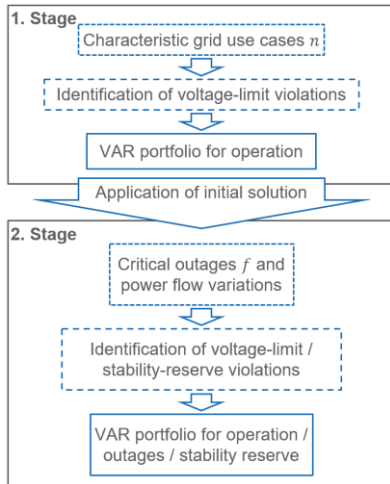 1. Stage
Characteristic grid use cases n
Identification of voltage-limit violations
VAR portfolio for operation
Application of initial solution
2. Stage
Critical outages f and
power flow variations
Identification of voltage-limit /
stability-reserve violations
VAR portfolio for operation /
outages / stability reserve